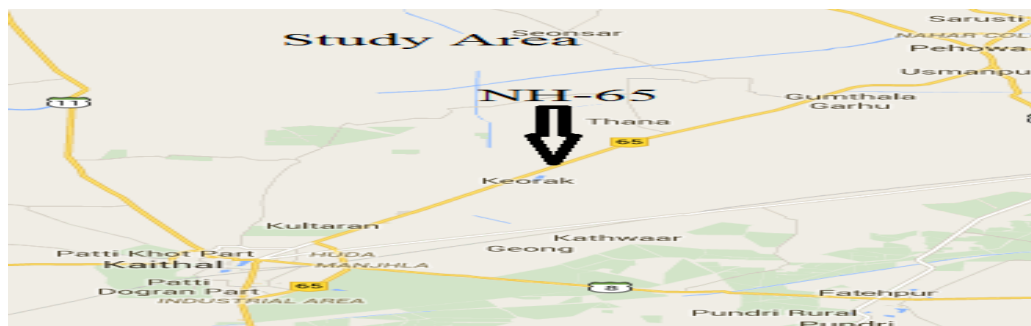 Sarusti
Seonsar
Study Area
NAHAR COL
Pehowa
Usmanpu
11
NH-65
Gumthala
Garhu
Thana
65
Keorak
Kultaran
Kathwaar
Geong
Patti Khot Part
HUDA
Kaithal
MANJHLA
Patti
Dogran Part
65
8
Fatehpur
INDUSTRIAL AREA
Pundri Rural
Pundri